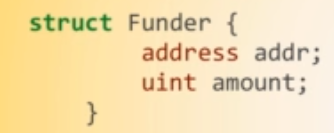 struct Funder {
address addr;
uint amount;
}